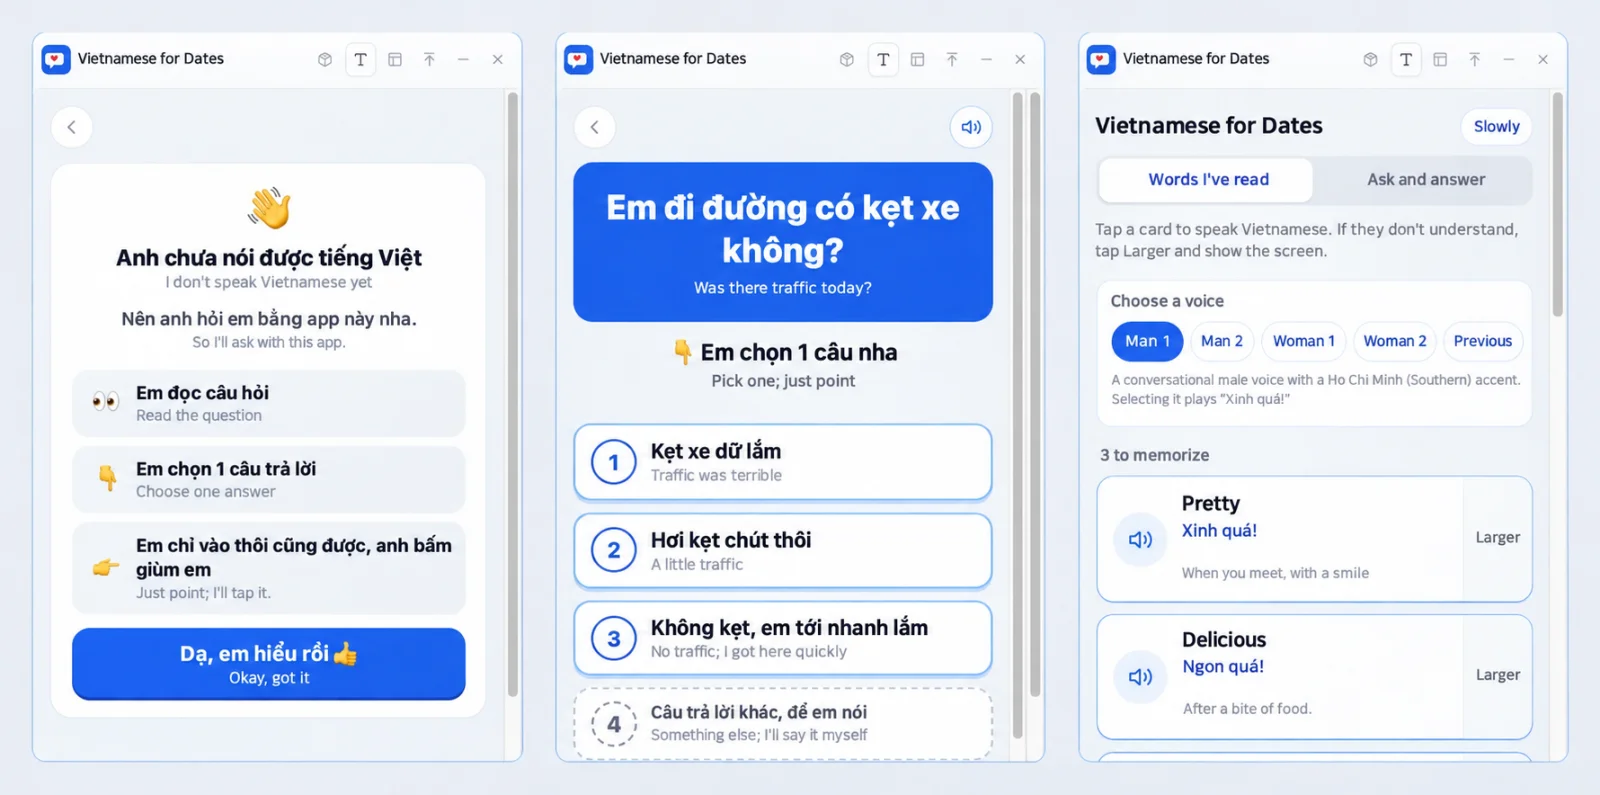 Vietnamese for Dates
Anh chưa nói được tiếng Việt
I don't speak Vietnamese yet
Nên anh hỏi em bằng app này nha.
So I'll ask with this app.
Em đọc câu hỏi
Read the question
Em chọn 1 câu trả lời
Choose one answer
Em chỉ vào thôi cũng được, anh bấm
giùm em
Just point; I'll tap it.
Dạ, em hiểu rồi
Okay, got it
Vietnamese for Dates
Em đi đường có kẹt xe
không?
Was there traffic today?
Em chọn 1 câu nha
Pick one; just point
1
Kẹt xe dữ lắm
Traffic was terrible
2
Hơi kẹt chút thôi
A little traffic
3
Không kẹt, em tới nhanh lắm
No traffic; I got here quickly
4
Câu trả lời khác, để em nói
Something else; I'll say it myself
Vietnamese for Dates
Vietnamese for Dates
Slowly
Words I've read
Ask and answer
Tap a card to speak Vietnamese. If they don't understand,
tap Larger and show the screen.
Choose a voice
Man 1
Man 2
Woman 1
Woman 2
Previous
A conversational male voice with a Ho Chi Minh (Southern) accent.
Selecting it plays "Xinh quá!"
3 to memorize
Pretty
Xinh quá!
When you meet, with a smile
Larger
Delicious
Ngon quá!
After a bite of food.
Larger